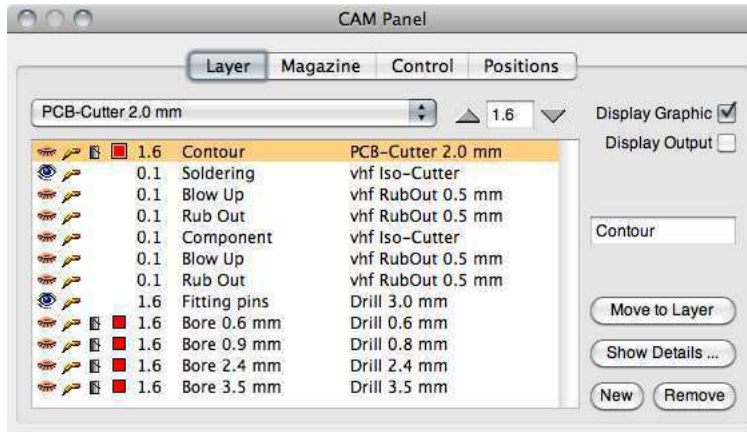 CAM Panel
Layer Magazine Control Positions
PCB-Cutter 2.0 mm 1.6 Display Graphic
Display Output
1.6 Contour PCB-Cutter 2.0 mm
0.1 Soldering vhf Iso-Cutter
0.1 Blow Up vhf RubOut 0.5 mm
0.1 Rub Out vhf RubOut 0.5 mm
0.1 Component vhf Iso-Cutter
0.1 Blow Up vhf RubOut 0.5 mm
0.1 Rub Out vhf RubOut 0.5 mm
1.6 Fitting pins Drill 3.0 mm
1.6 Bore 0.6 mm Drill 0.6 mm
1.6 Bore 0.9 mm Drill 0.8 mm
1.6 Bore 2.4 mm Drill 2.4 mm
1.6 Bore 3.5 mm Drill 3.5 mm
Contour
Move to Layer
Show Details ...
New Remove